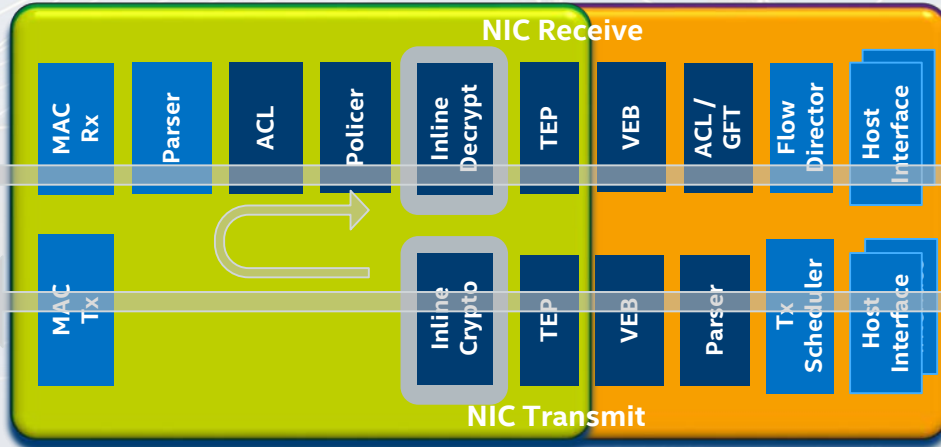 NIC Receive
MAC
Rx
Parser
ACL
Policer
Inline
Decrypt
TEP
VEB
ACL /
GFT
Flow
Director
Host
Interface
MAC
Tx
Inline
Crypto
TEP
VEB
Parser
Tx
Scheduler
Host
Interface
NIC Transmit